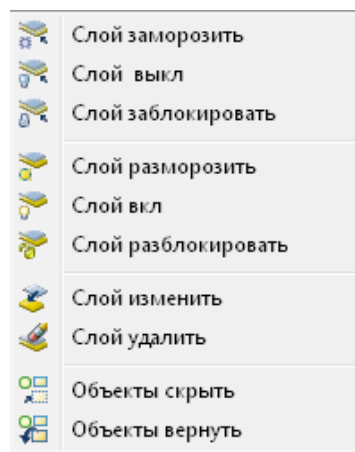 Слой заморозить
Слой выкл
Слой заблокировать
Слой разморозить
Слой вкл
Слой разблокировать
Слой изменить
Слой удалить
Объекты скрыть
Объекты вернуть